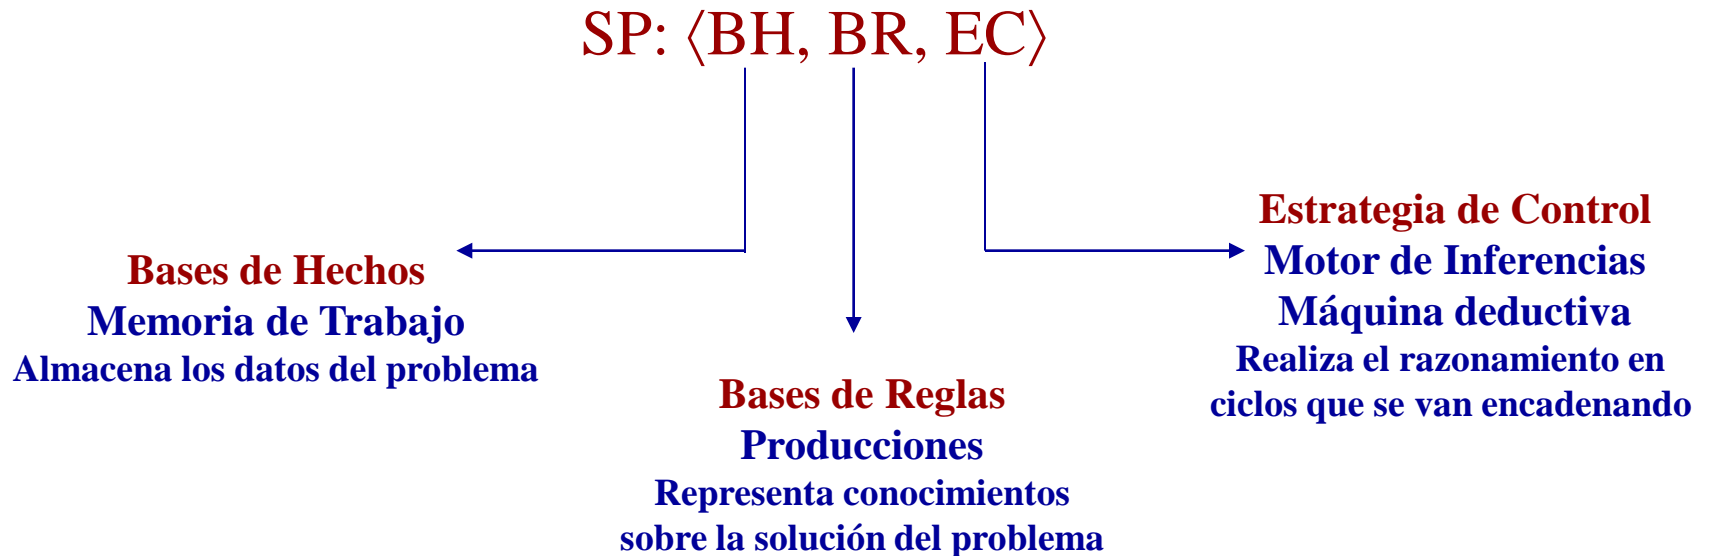 SP: ⟨BH, BR, EC⟩
Bases de Hechos
Memoria de Trabajo
Almacena los datos del problema
Bases de Reglas
Producciones
Representa conocimientos
sobre la solución del problema
Estrategia de Control
Motor de Inferencias
Máquina deductiva
Realiza el razonamiento en
ciclos que se van encadenando